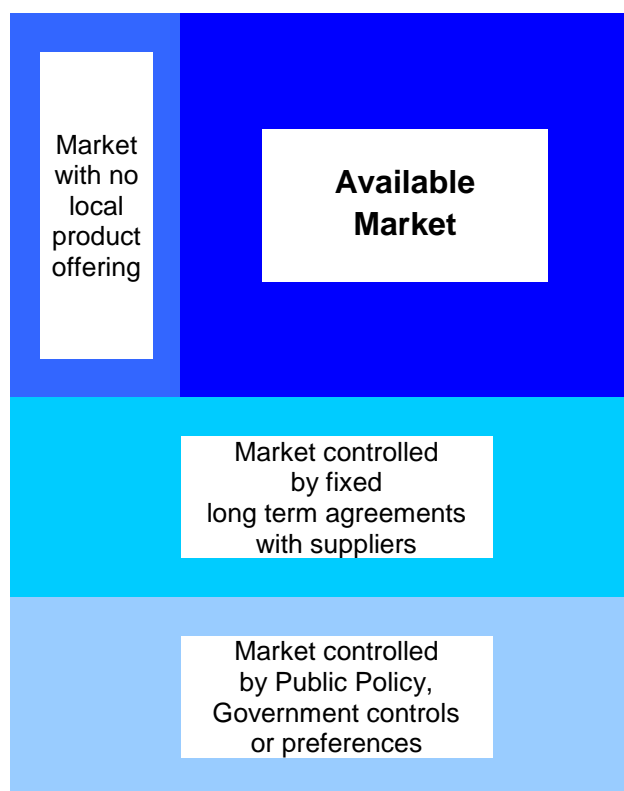 Market
with no
local
product
offering
Available
Market
Market controlled
by fixed
long term agreements
with suppliers
Market controlled
by Public Policy,
Government controls
or preferences